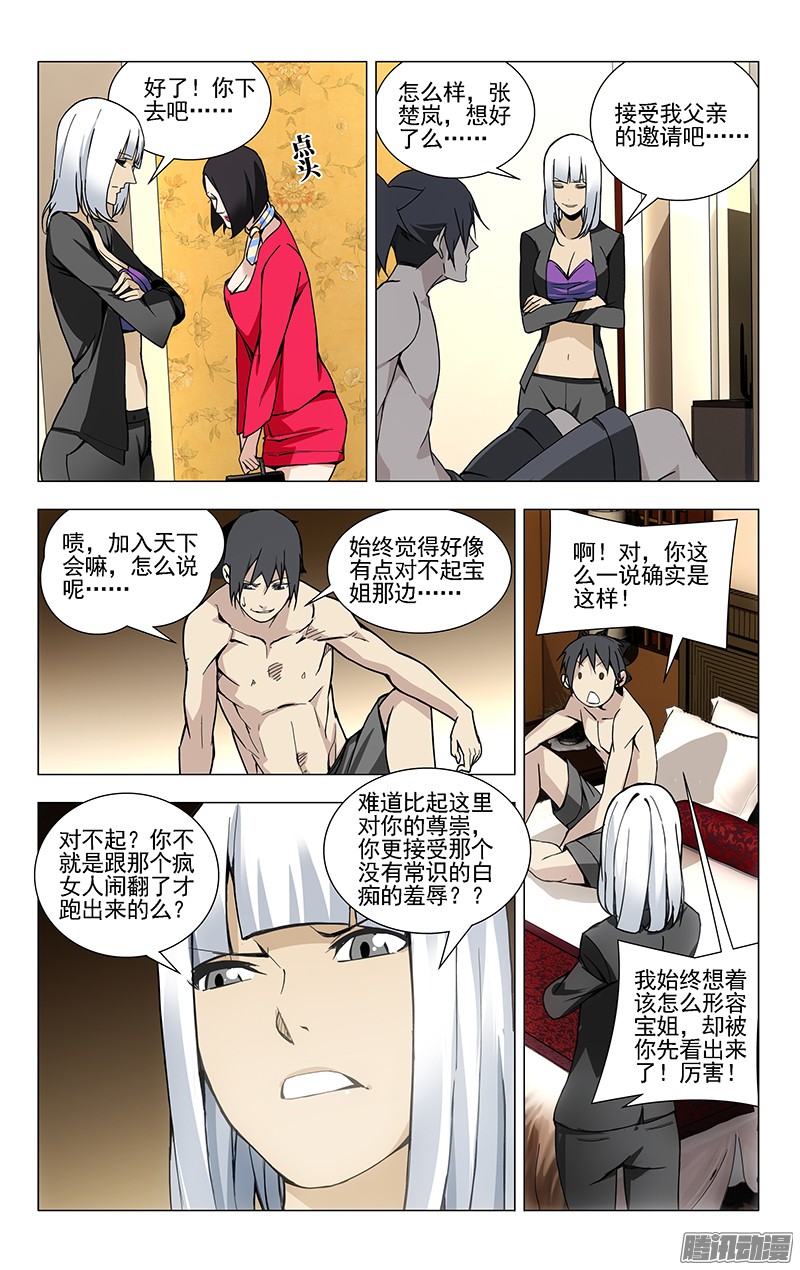 好了！你下
去吧……
点头
怎么样，张
楚岚，想好
了么……
接受我父亲
的邀请吧……
啧，加入天下
会嘛，怎么说
呢……
始终觉得好像
有点对不起宝
姐那边……
对不起？你不
就是跟那个疯
女人闹翻了才
跑出来的么？
难道比起这里
对你的尊崇，
你更接受那个
没有常识的白
痴的羞辱？？
啊！对，你这
么一说确实是
这样！
我始终想着
该怎么形容
宝姐，却被
你先看出来
了！厉害！
腾讯动漫